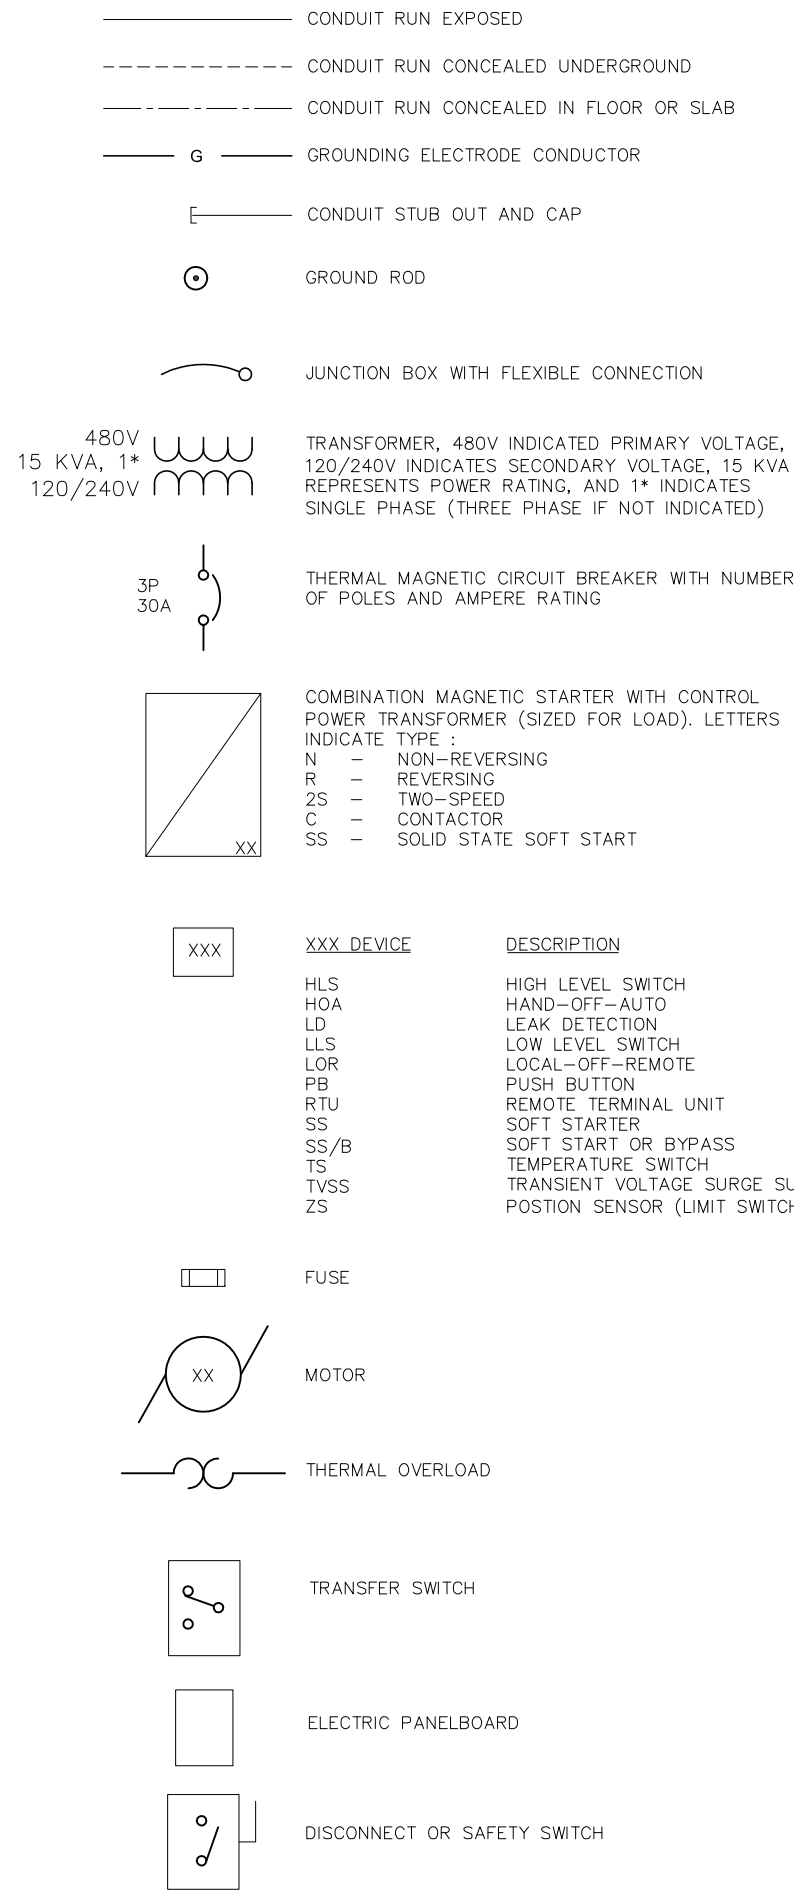 CONDUIT RUN EXPOSED
CONDUIT RUN CONCEALED UNDERGROUND
CONDUIT RUN CONCEALED IN FLOOR OR SLAB
G GROUNDING ELECTRODE CONDUCTOR
CONDUIT STUB OUT AND CAP
GROUND ROD
JUNCTION BOX WITH FLEXIBLE CONNECTION
480V
15 KVA, 1*
120/240V
TRANSFORMER, 480V INDICATED PRIMARY VOLTAGE,
120/240V INDICATES SECONDARY VOLTAGE, 15 KVA
REPRESENTS POWER RATING, AND 1* INDICATES
SINGLE PHASE (THREE PHASE IF NOT INDICATED)
3P
30A
THERMAL MAGNETIC CIRCUIT BREAKER WITH NUMBER
OF POLES AND AMPERE RATING
XX
COMBINATION MAGNETIC STARTER WITH CONTROL
POWER TRANSFORMER (SIZED FOR LOAD). LETTERS
INDICATE TYPE :
N – NON–REVERSING
R – REVERSING
2S – TWO–SPEED
C – CONTACTOR
SS – SOLID STATE SOFT START
XXX
XXX DEVICE DESCRIPTION
HLS HIGH LEVEL SWITCH
HOA HAND–OFF–AUTO
LD LEAK DETECTION
LLS LOW LEVEL SWITCH
LOR LOCAL–OFF–REMOTE
PB PUSH BUTTON
RTU REMOTE TERMINAL UNIT
SS SOFT STARTER
SS/B SOFT START OR BYPASS
TS TEMPERATURE SWITCH
TVSS TRANSIENT VOLTAGE SURGE
ZS POSTION SENSOR (LIMIT
FUSE
XX MOTOR
THERMAL OVERLOAD
TRANSFER SWITCH
ELECTRIC PANELBOARD
DISCONNECT OR SAFETY SWITCH